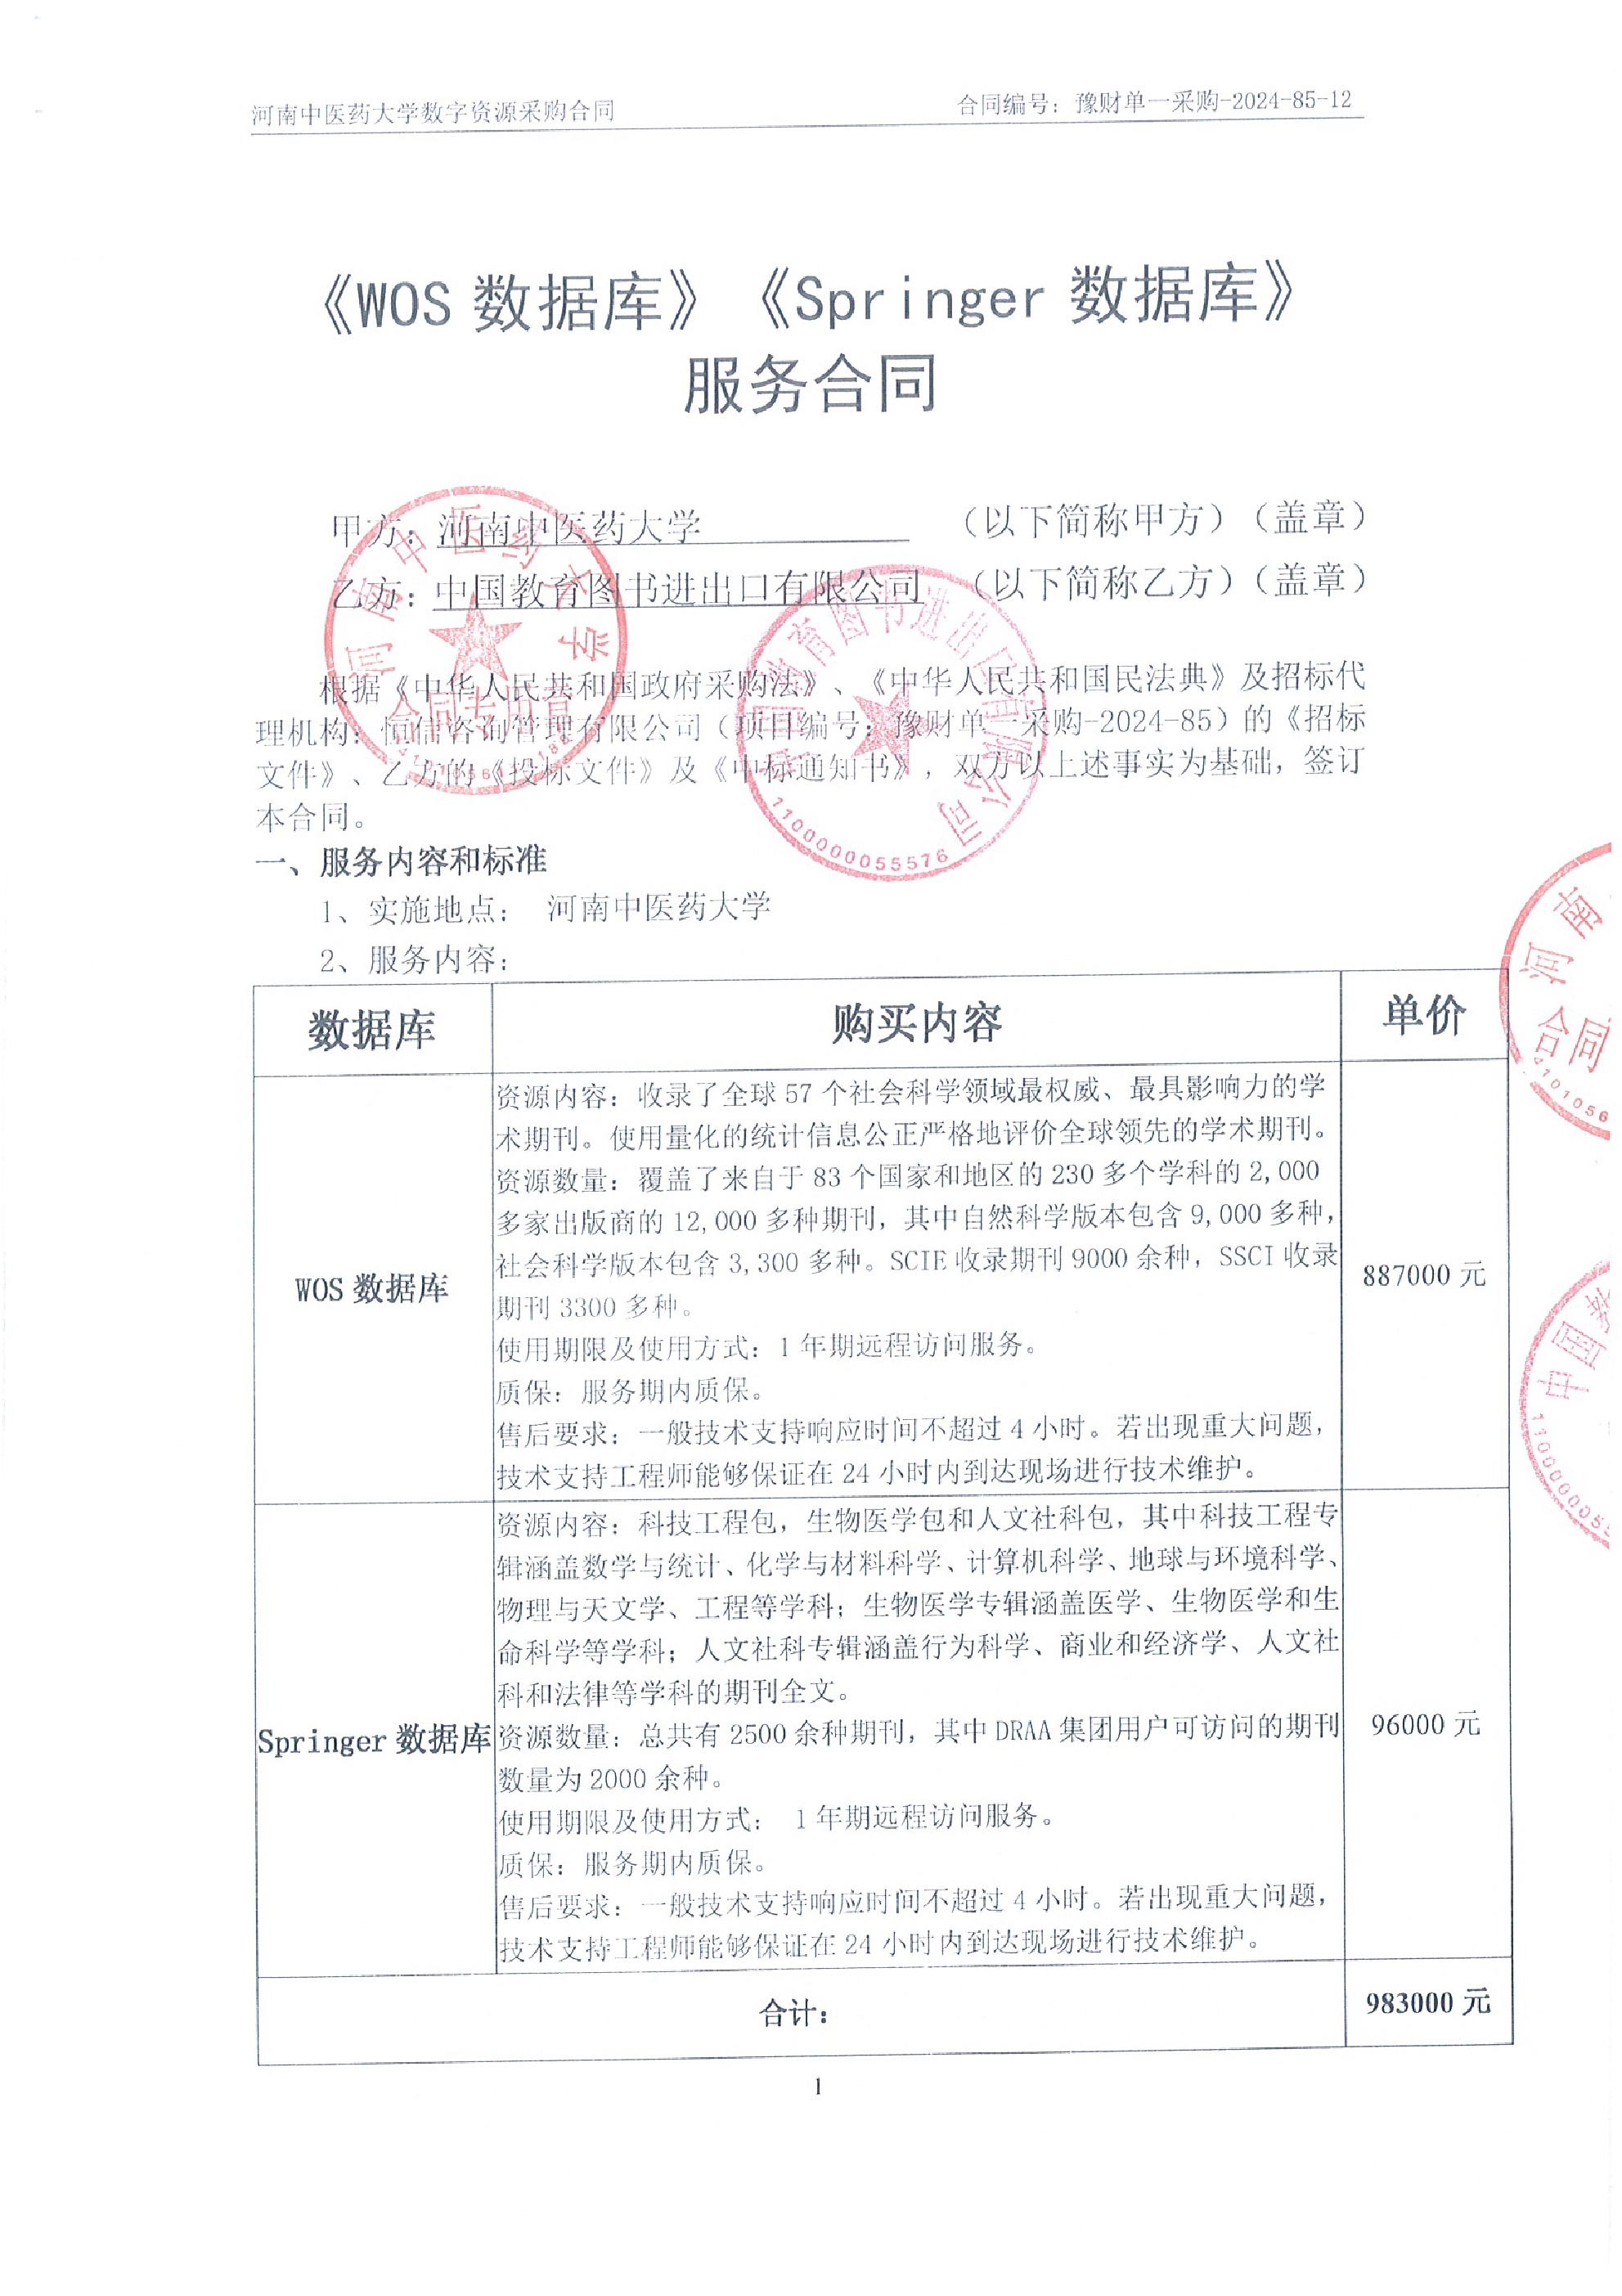 河南中医药大学数字资源采购合同 合同编号：豫财单一采购-2024-85-12
《WOS 数据库》《Springer 数据库》
服务合同
甲方：河南中医药大学 （以下简称甲方）（盖章）
乙方：中国教育图书进出口有限公司 （以下简称乙方）（盖章）
根据《中华人民共和国政府采购法》、《中华人民共和国民法典》及招标代
理机构：恒信咨询管理有限公司（项目编号：豫财单一采购-2024-85）的《招标
文件》、乙方的《投标文件》及《中标通知书》，双方以上述事实为基础，签订
本合同。
一、服务内容和标准
1、实施地点： 河南中医药大学
2、服务内容：
数据库 购买内容 单价
资源内容：收录了全球 57 个社会科学领域最权威、最具影响力的学
术期刊。使用量化的统计信息公正严格地评价全球领先的学术期刊。
资源数量：覆盖了来自于 83 个国家和地区的 230 多个学科的 2,000
多家出版商的 12,000 多种期刊，其中自然科学版本包含 9,000 多种，
社会科学版本包含 3,300 多种。SCIE 收录期刊 9000 余种，SSCI 收录
期刊 3300 多种。
使用期限及使用方式：1 年期远程访问服务。
质保：服务期内质保。
售后要求：一般技术支持响应时间不超过 4 小时。若出现重大问题，
技术支持工程师能够保证在 24 小时内到达现场进行技术维护。
WOS 数据库
887000 元
资源内容：科技工程包，生物医学包和人文社科包，其中科技工程专
辑涵盖数学与统计、化学与材料科学、计算机科学、地球与环境科学、
物理与天文学、工程等学科；生物医学专辑涵盖医学、生物医学和生
命科学等学科；人文社科专辑涵盖行为科学、商业和经济学、人文社
科和法律等学科的期刊全文。
资源数量：总共有 2500 余种期刊，其中 DRAA 集团用户可访问的期刊
数量为 2000 余种。
使用期限及使用方式： 1 年期远程访问服务。
质保：服务期内质保。
售后要求：一般技术支持响应时间不超过 4 小时。若出现重大问题，
技术支持工程师能够保证在 24 小时内到达现场进行技术维护。
Springer 数据库
96000 元
合计： 983000 元
1
河南中医药大学
合同专用章
中国教育图书进出口有限公司
1100000055576
河南
合同
4101056
中国教